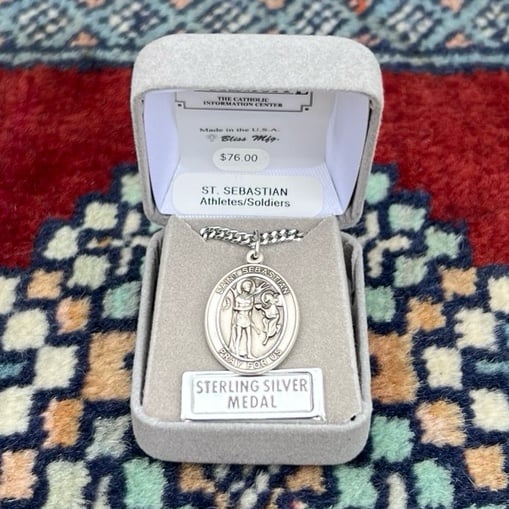 THE CATHOLIC
INFORMATION CENTER
Made in the U.S.A.
Bliss Mfg.
$76.00
ST. SEBASTIAN
Athletes/Soldiers
SAINT SEBASTIAN
PRAY FOR US
STERLING SILVER
MEDAL